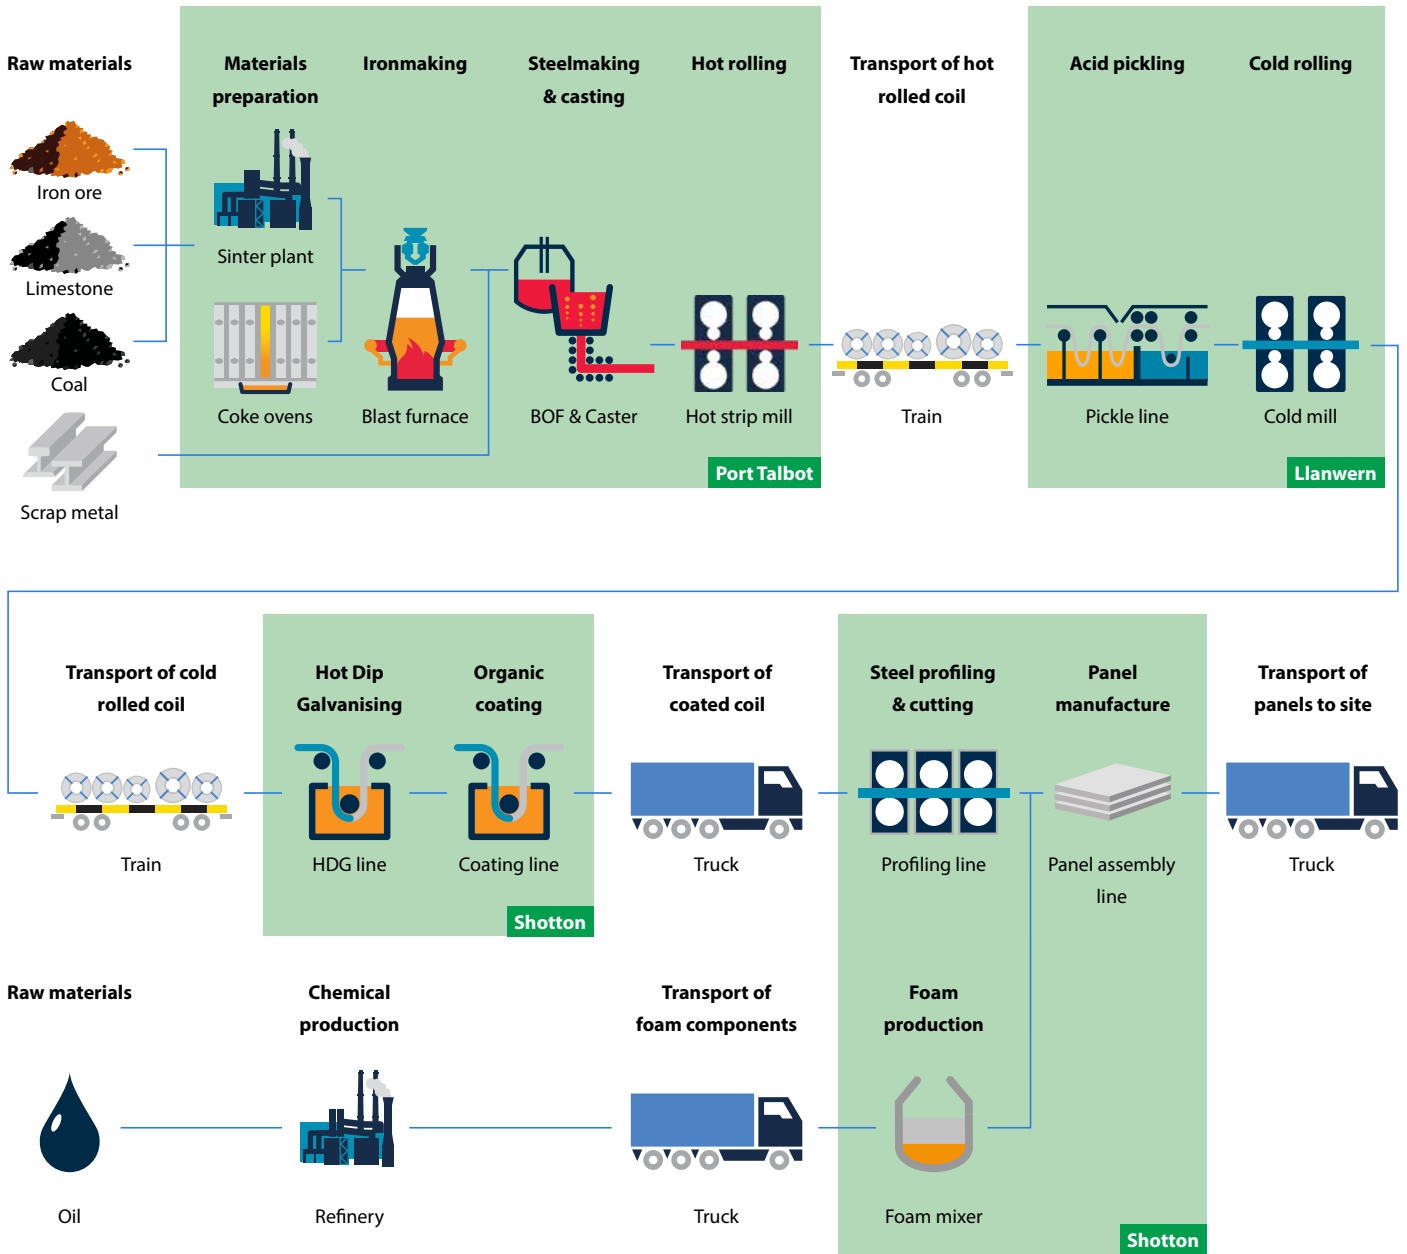 Raw materials
Materials
preparation
Ironmaking
Steelmaking
& casting
Hot rolling
Transport of hot
rolled coil
Acid pickling
Cold rolling
Iron ore
Limestone
Coal
Scrap metal
Sinter plant
Coke ovens
Blast furnace
BOF & Caster
Hot strip mill
Train
Pickle line
Cold mill
Port Talbot
Llanwern
Transport of cold
rolled coil
Hot Dip
Galvanising
Organic
coating
Transport of
coated coil
Steel profiling
& cutting
Panel
manufacture
Transport of
panels to site
Train
HDG line
Coating line
Truck
Profiling line
Panel assembly
line
Truck
Shotton
Raw materials
Chemical
production
Transport of
foam components
Foam
production
Oil
Refinery
Truck
Foam mixer
Shotton